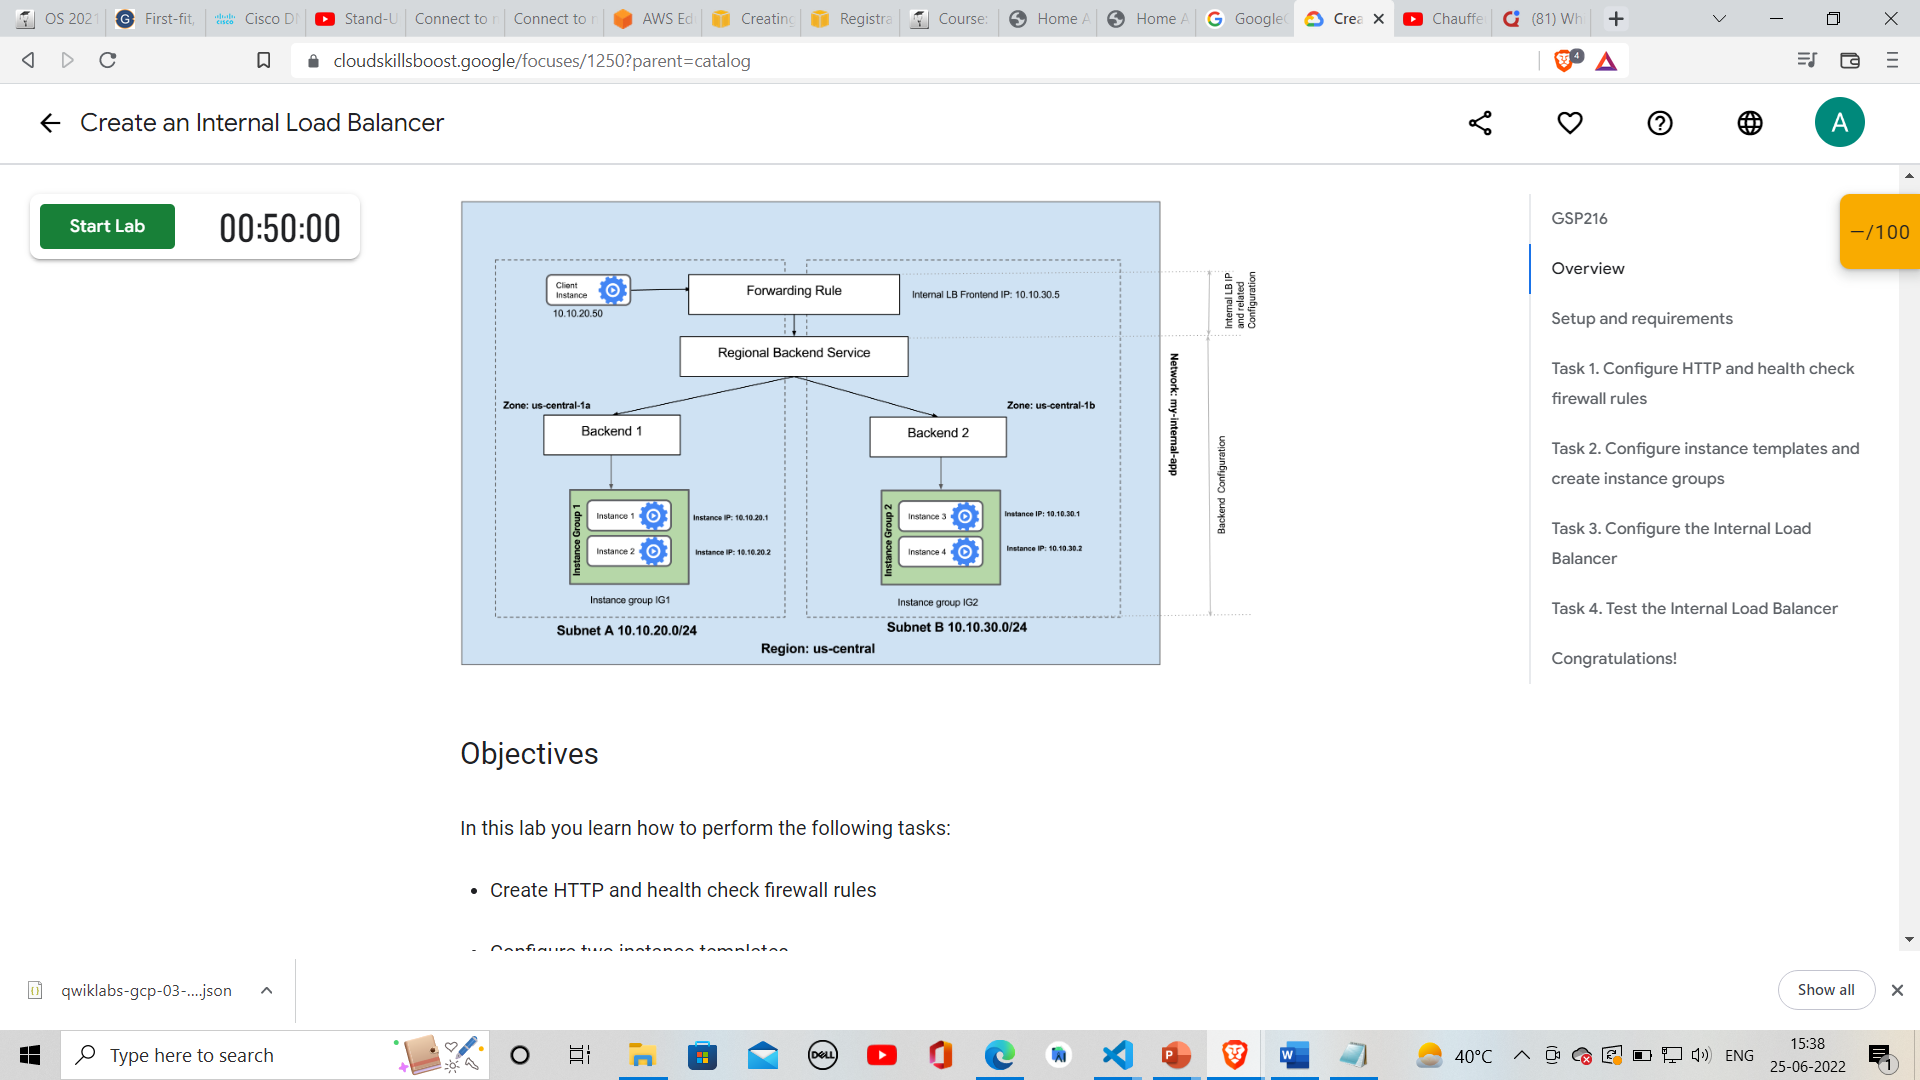 OS 2021
First-fit,
Cisco DN
Stand-U
Connect to r
Connect to r
AWS Ed
Creating
Registra
Course:
Home A
Home A
GoogleC
Crea
Chauffe
(81) Whi
cloudskillsboost.google/focuses/1250?parent=catalog
4
Create an Internal Load Balancer
A
Start Lab
00:50:00
Client
Instance
10.10.20.50
Forwarding Rule
Internal LB Frontend IP: 10.10.30.5
Internal LB IP
and related
Configuration
Regional Backend Service
Network: my-internal-app
Zone: us-central-1a
Zone: us-central-1b
Backend 1
Backend 2
Backend Configuration
Instance Group 1
Instance 1
Instance IP: 10.10.20.1
Instance 2
Instance IP: 10.10.20.2
Instance Group 2
Instance 3
Instance IP: 10.10.30.1
Instance 4
Instance IP: 10.10.30.2
Instance group IG1
Instance group IG2
Subnet A 10.10.20.0/24
Subnet B 10.10.30.0/24
Region: us-central
GSP216
–/100
Overview
Setup and requirements
Task 1. Configure HTTP and health check
firewall rules
Task 2. Configure instance templates and
create instance groups
Task 3. Configure the Internal Load
Balancer
Task 4. Test the Internal Load Balancer
Congratulations!
Objectives
In this lab you learn how to perform the following tasks:
• Create HTTP and health check firewall rules
• Configure two instance templates
qwiklabs-gcp-03-....json
Show all
Type here to search
DELL
40°C
ENG
15:38
25-06-2022
1